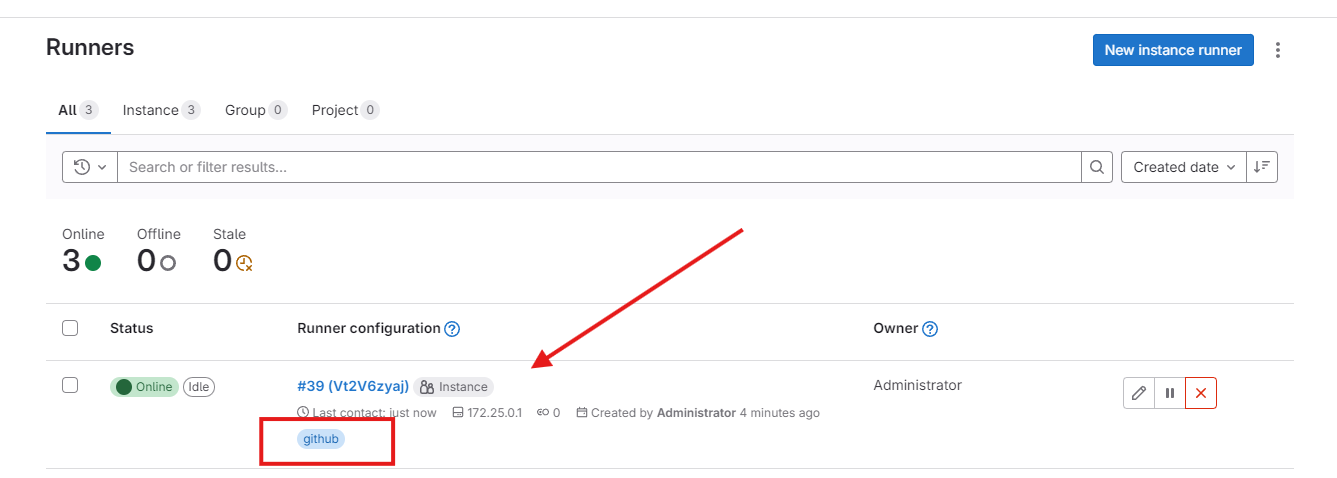 Runners
New instance runner
All 3 Instance 3 Group 0 Project 0
Search or filter results...
Created date
Online Offline Stale
3 0 0
Status Runner configuration Owner
Online Idle #39 (Vt2V6zyaj) Instance Administrator
Last contact: just now 172.25.0.1 0 Created by Administrator 4 minutes ago
github